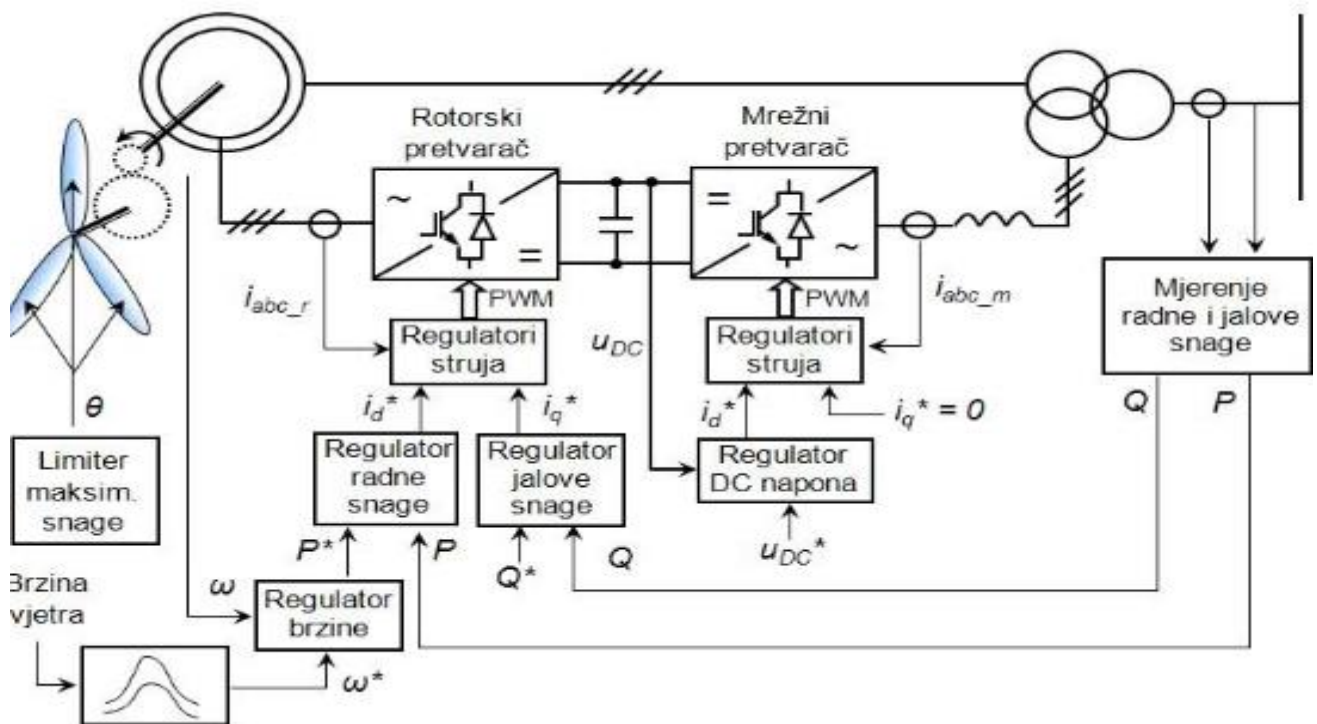 Rotorski
pretvarač
Mrežni
pretvarač
~
=
=
~
i_abc_r
PWM
u_DC
PWM
i_abc_m
Mjerenje
radne i jalove
snage
Regulatori
struja
Regulatori
struja
θ
i_d*
i_q*
i_d*
i_q* = 0
Q
P
Limiter
maksim.
snage
Regulator
radne
snage
Regulator
jalove
snage
Regulator
DC napona
P*
P
Q*
Q
u_DC*
Brzina
vjetra
ω
Regulator
brzine
ω*